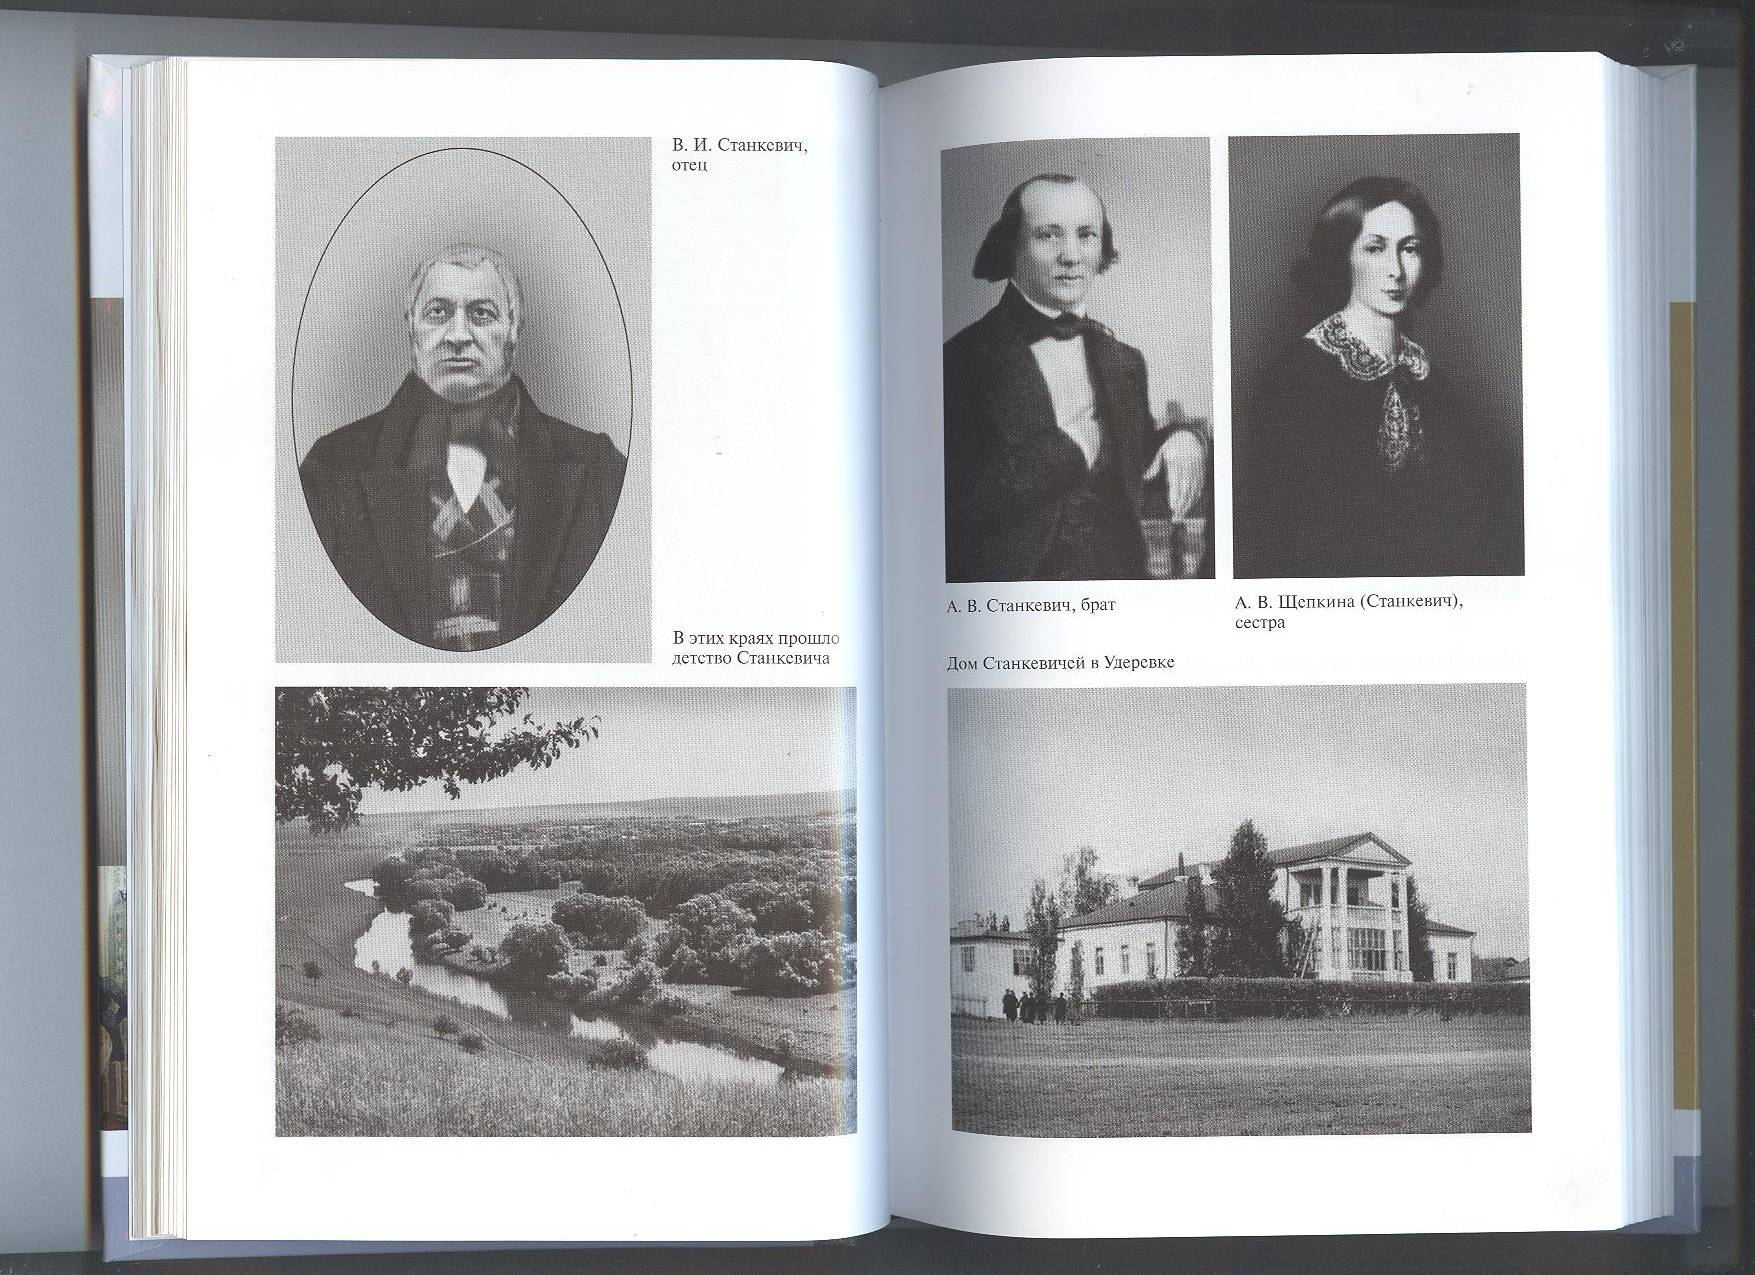 В. И. Станкевич,
отец
В этих краях прошло
детство Станкевича
А. В. Станкевич, брат
А. В. Щепкина (Станкевич),
сестра
Дом Станкевичей в Удеревке